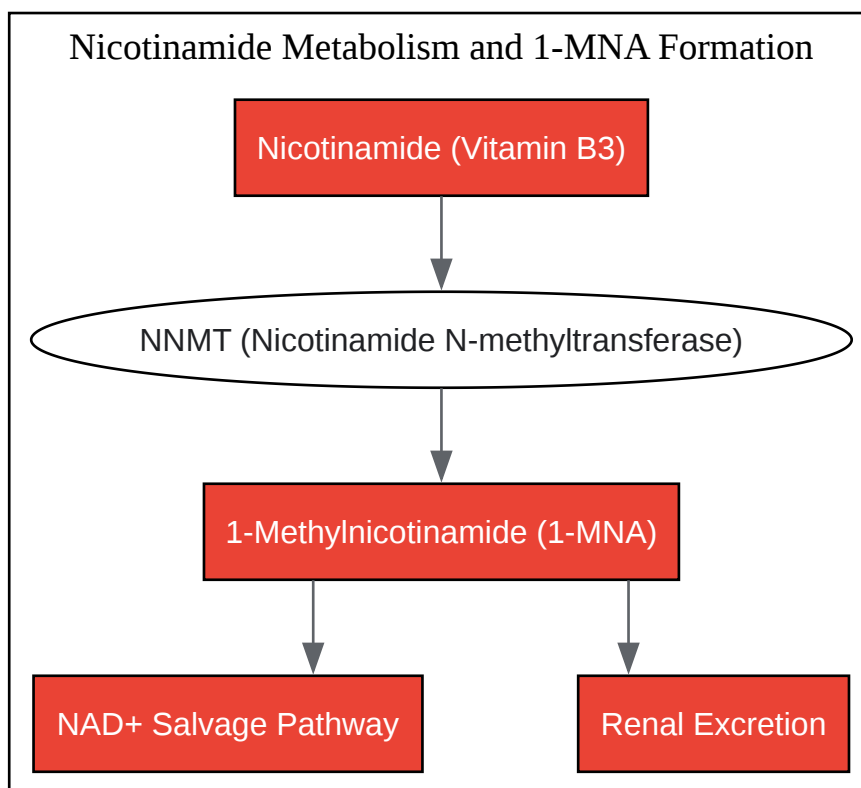 Nicotinamide Metabolism and 1-MNA Formation
Nicotinamide (Vitamin B3)
NNMT (Nicotinamide N-methyltransferase)
1-Methylnicotinamide (1-MNA)
NAD+ Salvage Pathway
Renal Excretion